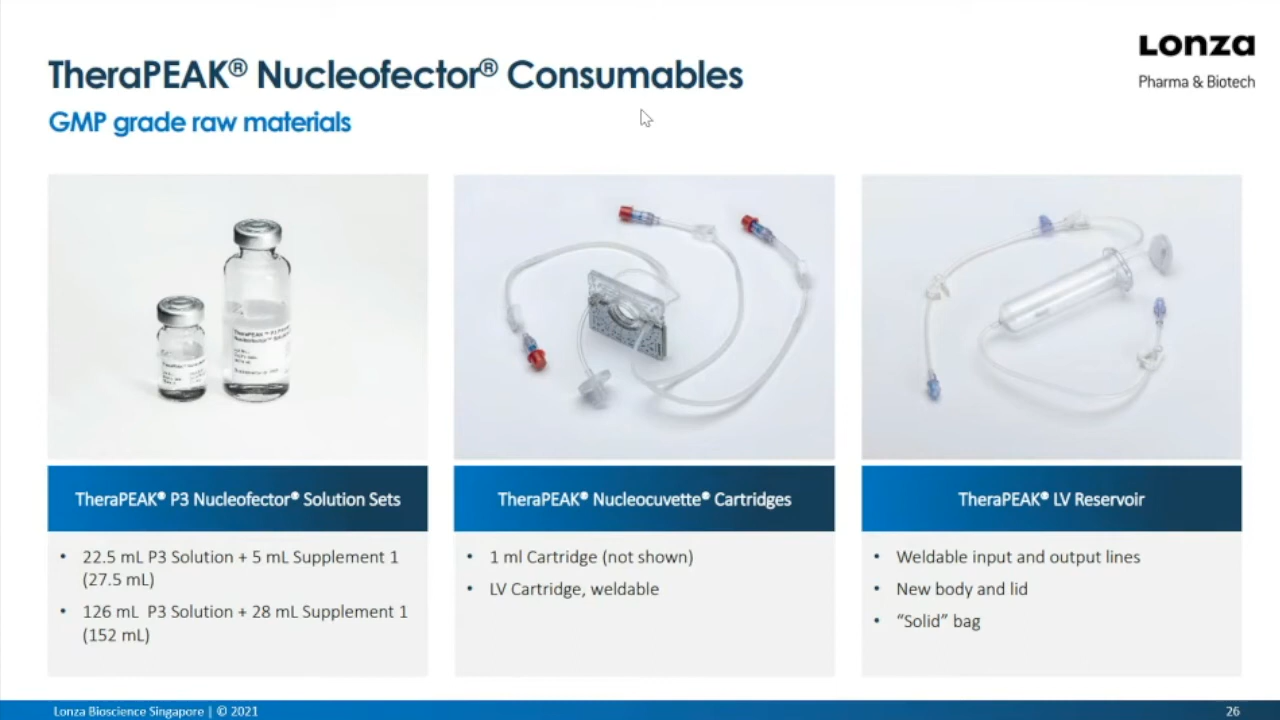 Lonza
Pharma & Biotech
TheraPEAK® Nucleofector® Consumables
GMP grade raw materials
TheraPEAK® P3 Nucleofector® Solution Sets
• 22.5 mL P3 Solution + 5 mL Supplement 1
(27.5 mL)
• 126 mL P3 Solution + 28 mL Supplement 1
(152 mL)
TheraPEAK® Nucleocuvette® Cartridges
• 1 ml Cartridge (not shown)
• LV Cartridge, weldable
TheraPEAK® LV Reservoir
• Weldable input and output lines
• New body and lid
• “Solid” bag
Lonza Bioscience Singapore | © 2021
26